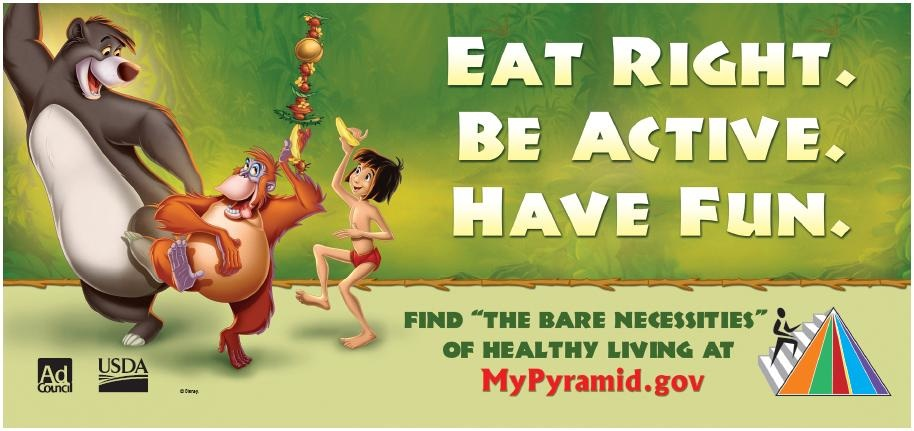 EAT RIGHT.
BE ACTIVE.
HAVE FUN.
FIND “THE BARE NECESSITIES”
OF HEALTHY LIVING AT
MyPyramid.gov
Ad
Council
USDA
© Disney.